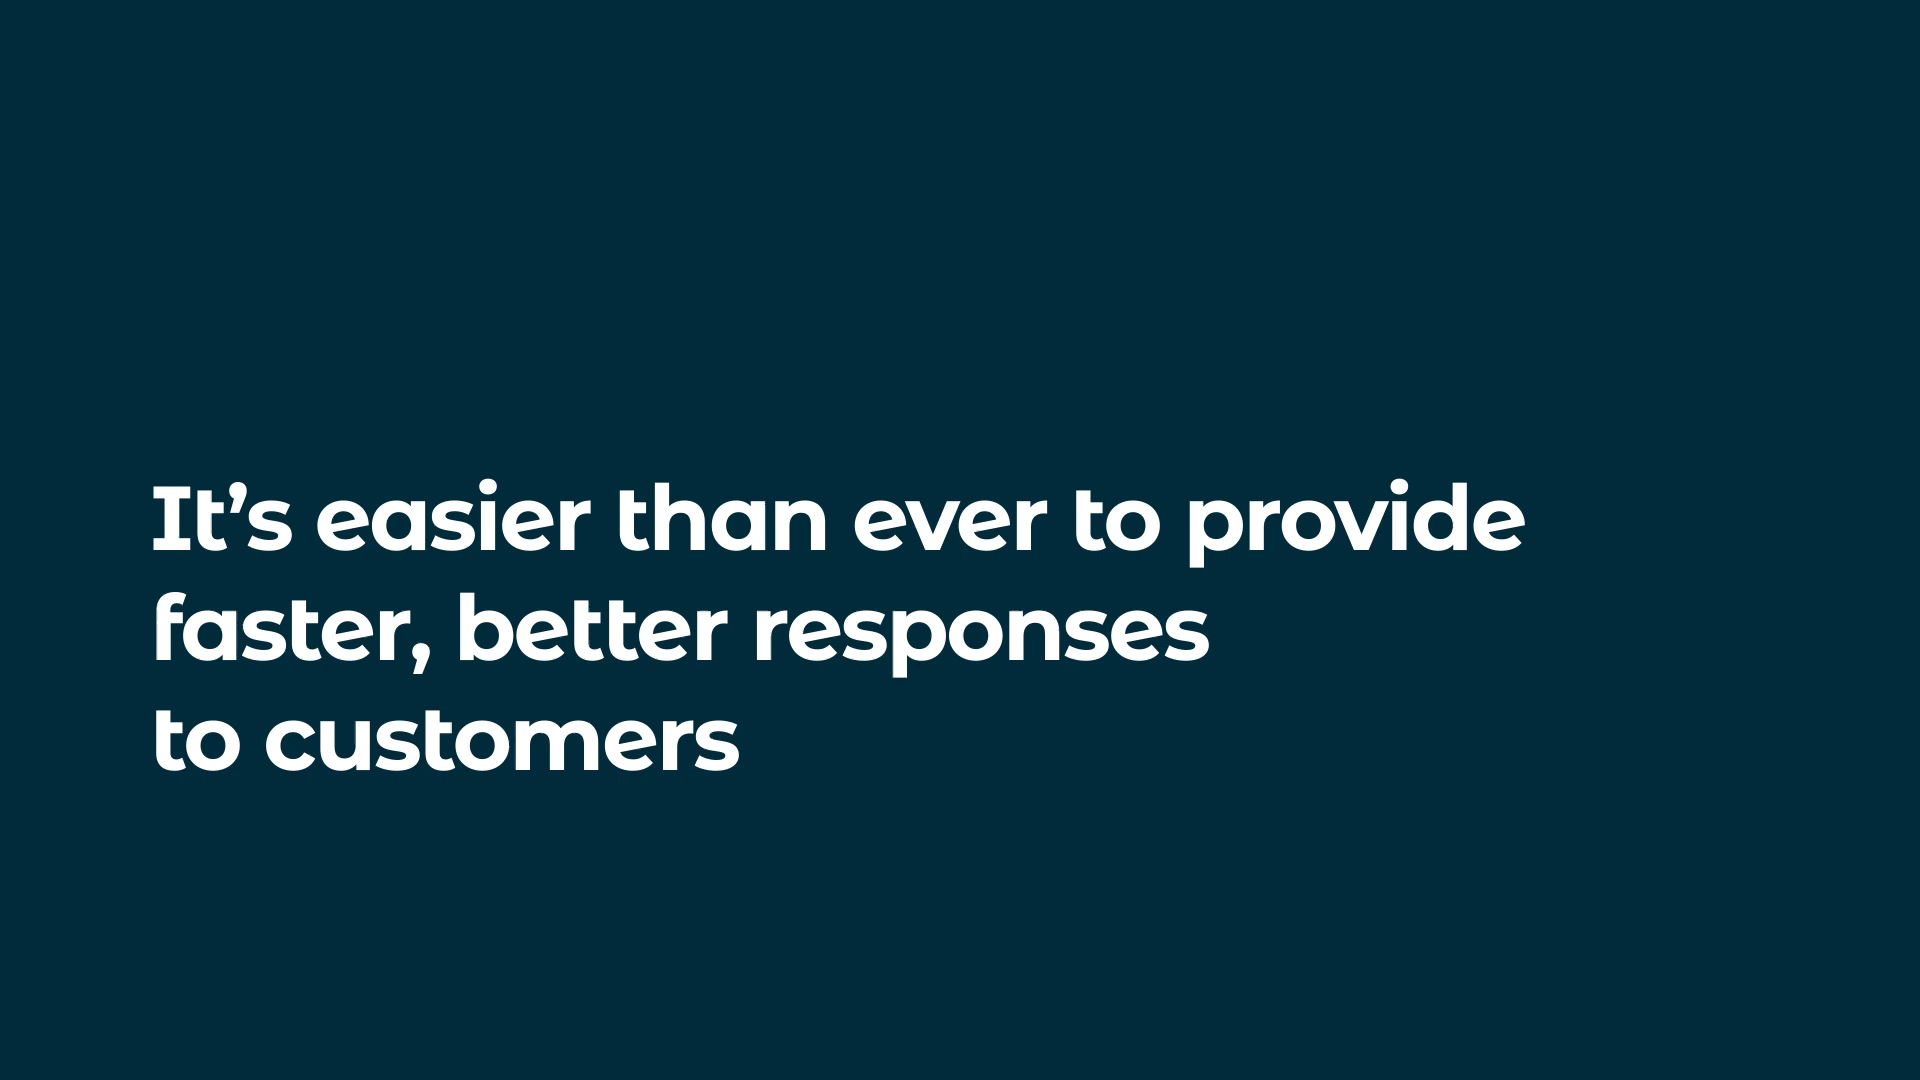 It’s easier than ever to provide
faster, better responses
to customers